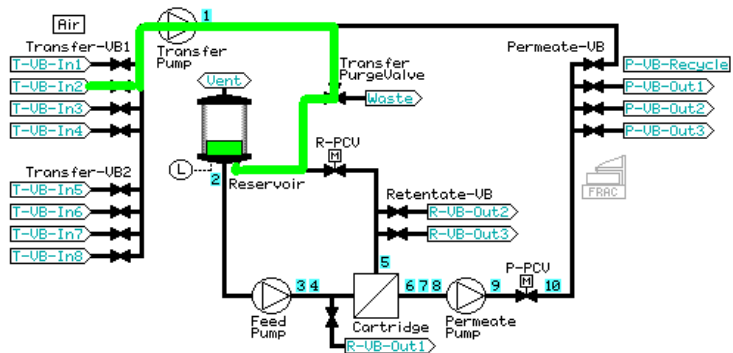 Air
1
Transfer-VB1
Transfer
Pump
Permeate-VB
T-VB-In1
T-VB-In2
T-VB-In3
T-VB-In4
Vent
Transfer
PurgeValve
Waste
P-VB-Recycle
P-VB-Out1
P-VB-Out2
P-VB-Out3
R-PCV
M
L
2
Reservoir
Transfer-VB2
T-VB-In5
T-VB-In6
T-VB-In7
T-VB-In8
Retentate-VB
R-VB-Out2
R-VB-Out3
FRAC
5
P-PCV
M
3 4
6 7 8
9
10
Feed
Pump
Cartridge
Permeate
Pump
R-VB-Out1